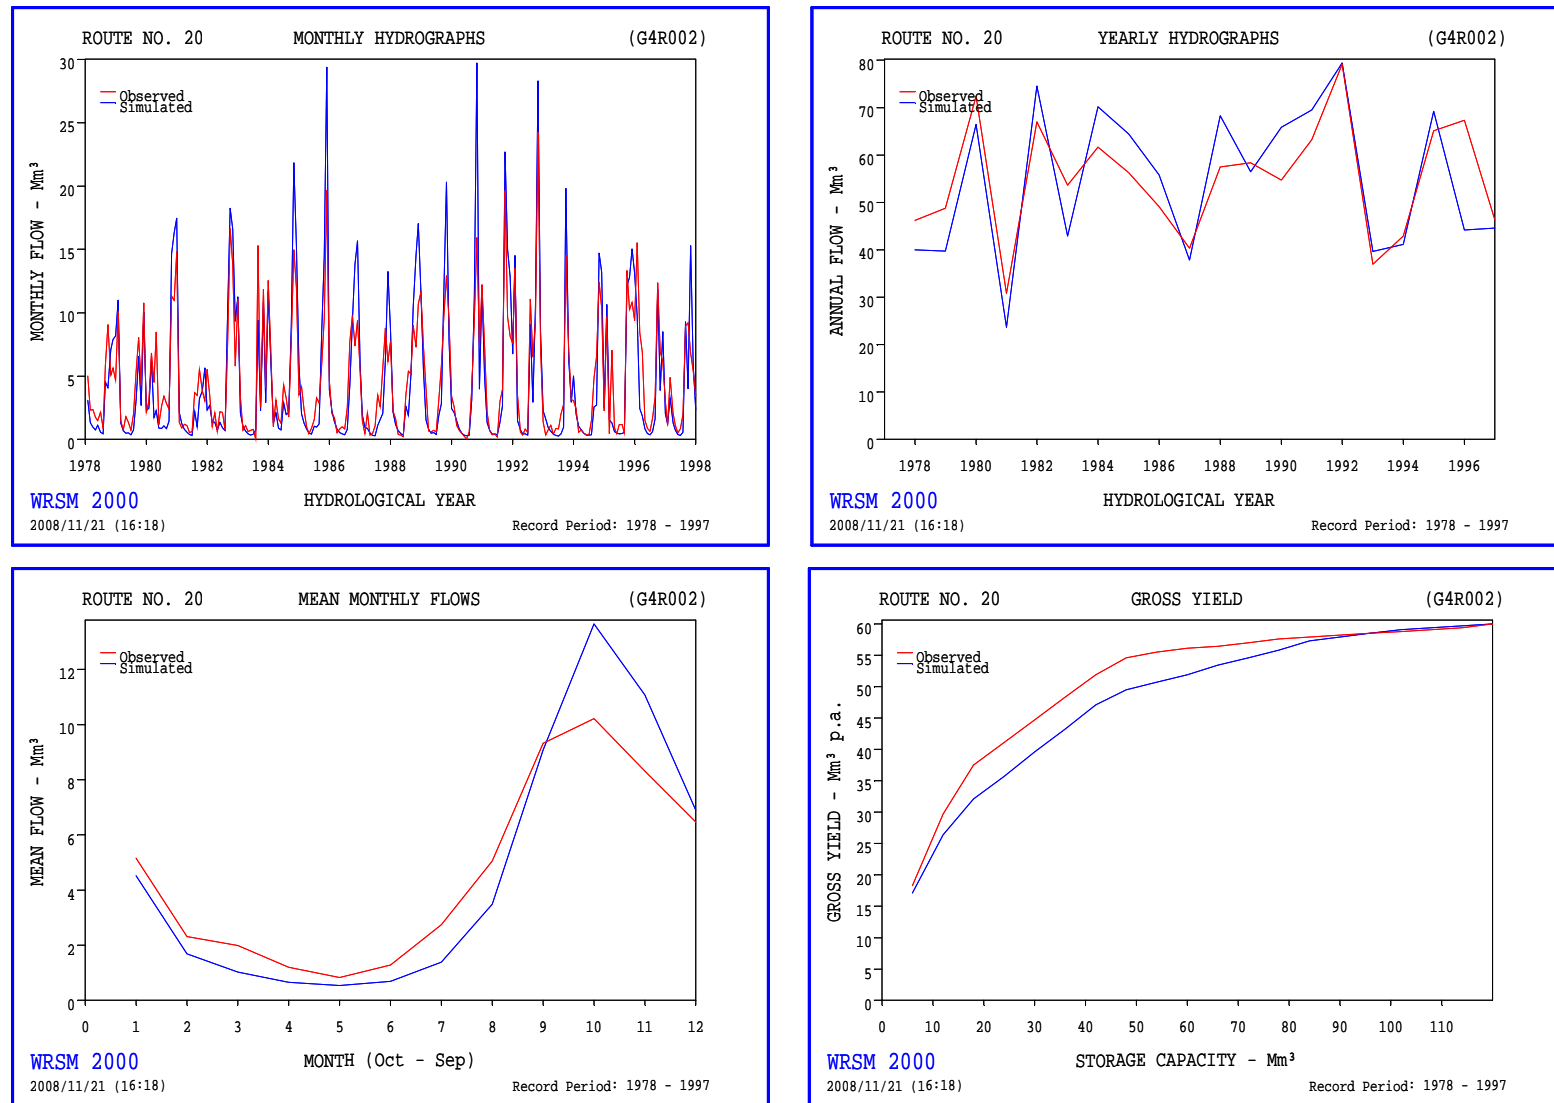 ROUTE NO. 20 MONTHLY HYDROGRAPHS (G4R002)
30
25
20
15
10
5
0
MONTHLY FLOW - Mm³
Observed
Simulated
1978 1980 1982 1984 1986 1988 1990 1992 1994 1996 1998
WRSM 2000 HYDROLOGICAL YEAR
2008/11/21 (16:18) Record Period: 1978 - 1997
ROUTE NO. 20 YEARLY HYDROGRAPHS (G4R002)
80
70
60
50
40
30
20
10
0
ANNUAL FLOW - Mm³
Observed
Simulated
1978 1980 1982 1984 1986 1988 1990 1992 1994 1996
WRSM 2000 HYDROLOGICAL YEAR
2008/11/21 (16:18) Record Period: 1978 - 1997
ROUTE NO. 20 MEAN MONTHLY FLOWS (G4R002)
12
10
8
6
4
2
0
MEAN FLOW - Mm³
Observed
Simulated
0 1 2 3 4 5 6 7 8 9 10 11 12
WRSM 2000 MONTH (Oct - Sep)
2008/11/21 (16:18) Record Period: 1978 - 1997
ROUTE NO. 20 GROSS YIELD (G4R002)
60
50
45
40
35
30
25
20
15
10
5
0
GROSS YIELD - Mm³ p.a.
Observed
Simulated
0 10 20 30 40 50 60 70 80 90 100 110
WRSM 2000 STORAGE CAPACITY - Mm³
2008/11/21 (16:18) Record Period: 1978 - 1997